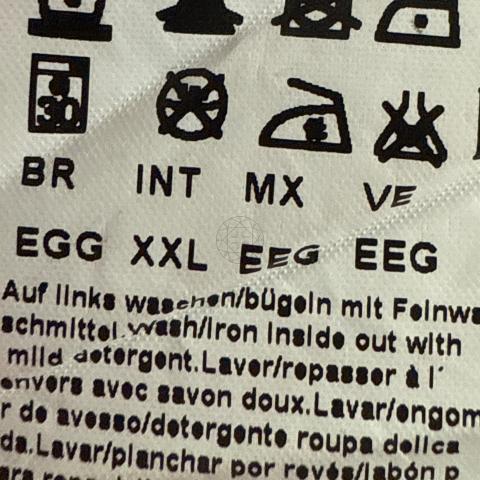 30
BR INT MX VE
EGG XXL EEG EEG
Auf links waschen/bügeln mit Feinwa
schmittel.wash/iron inside out with
mild detergent.Laver/repasser à l'
envers avec savon doux.Lavar/engom
r do avesso/detergente roupa delica
da.Lavar/planchar por revés/jabón p